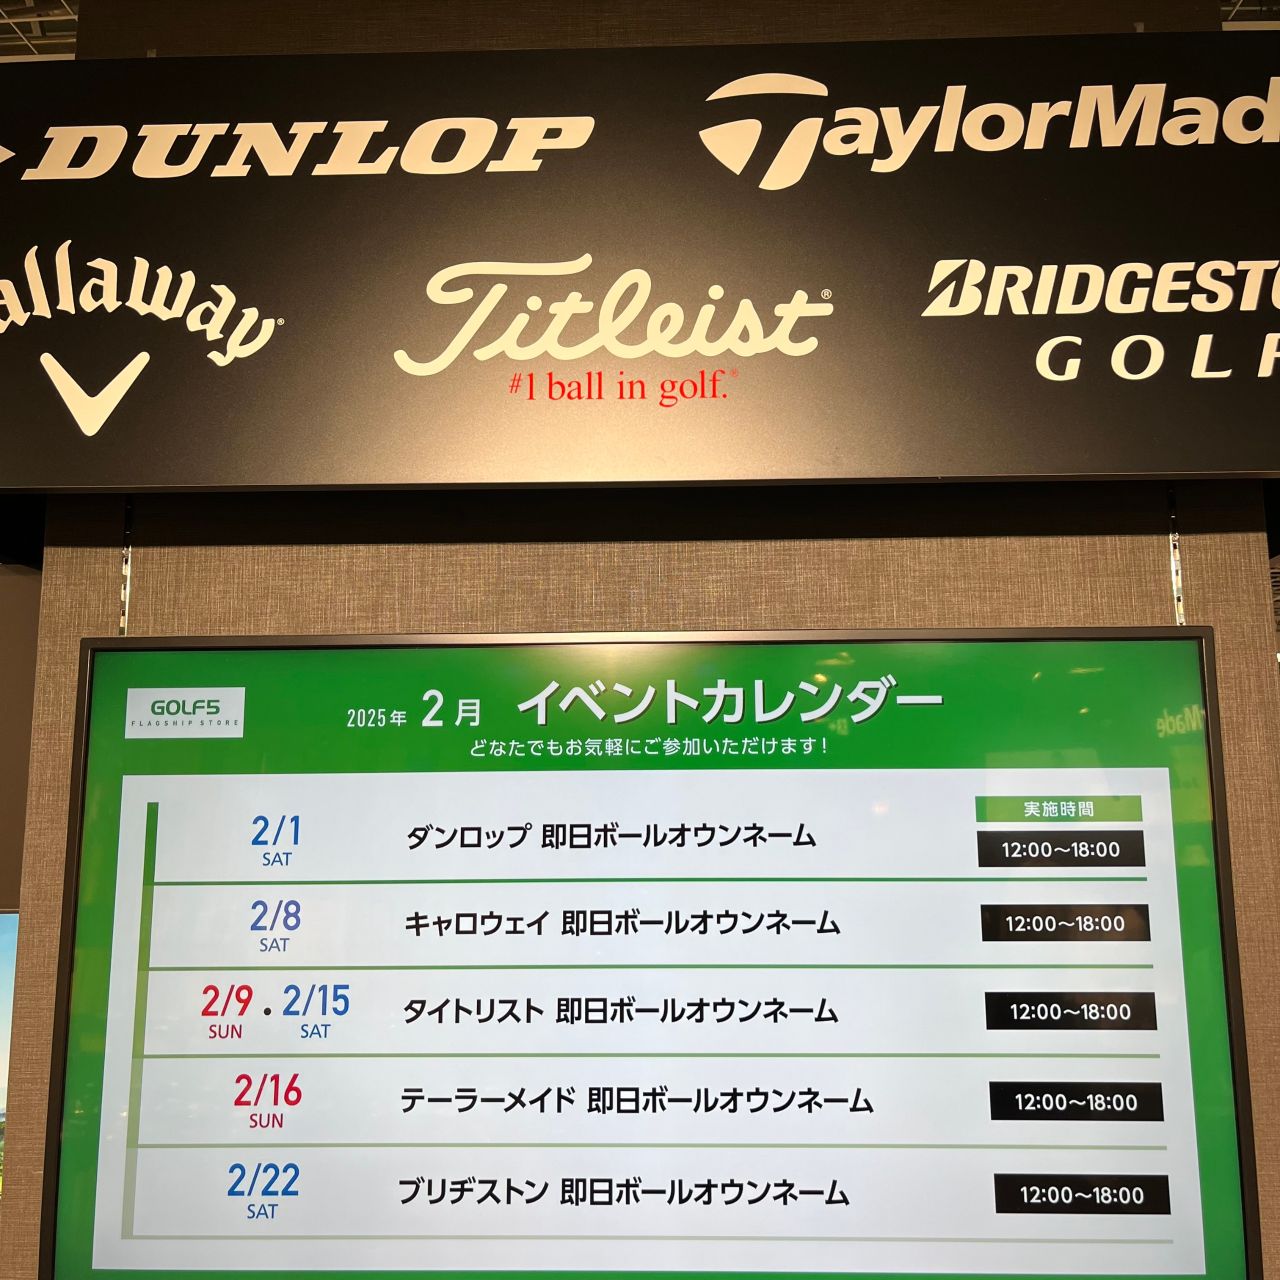 DUNLOP
TaylorMad
allaway®
Titleist®
#1 ball in golf.®
BRIDGESTO
GOLF
GOLF5
FLAGSHIP STORE
2025年 2月 イベントカレンダー
どなたでもお気軽にご参加いただけます!
実施時間
2/1 ダンロップ 即日ボールオウンネーム 12:00～18:00
SAT
2/8 キャロウェイ 即日ボールオウンネーム 12:00～18:00
SAT
2/9・2/15 タイトリスト 即日ボールオウンネーム 12:00～18:00
SUN SAT
2/16 テーラーメイド 即日ボールオウンネーム 12:00～18:00
SUN
2/22 ブリヂストン 即日ボールオウンネーム 12:00～18:00
SAT